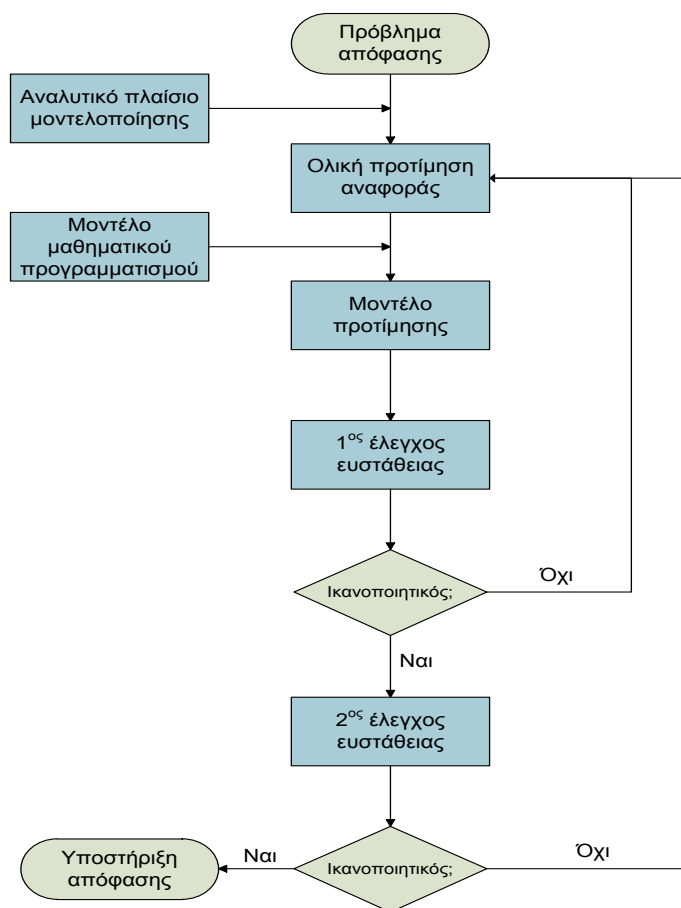 Πρόβλημα
απόφασης
Αναλυτικό πλαίσιο
μοντελοποίησης
Ολική προτίμηση
αναφοράς
Μοντέλο
μαθηματικού
προγραμματισμού
Μοντέλο
προτίμησης
1ος έλεγχος
ευστάθειας
Ικανοποιητικός;
Όχι
Ναι
2ος έλεγχος
ευστάθειας
Υποστήριξη
απόφασης
Ναι
Ικανοποιητικός;
Όχι